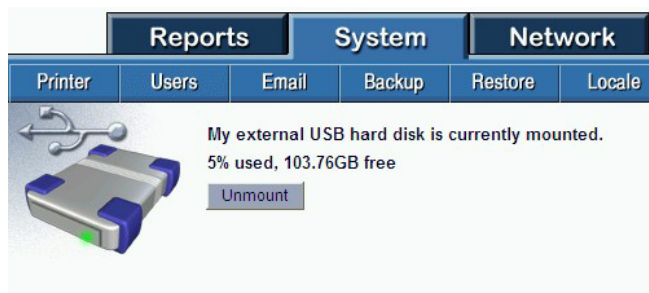 Reports System Network
Printer Users Email Backup Restore Locale
My external USB hard disk is currently mounted.
5% used, 103.76GB free
Unmount